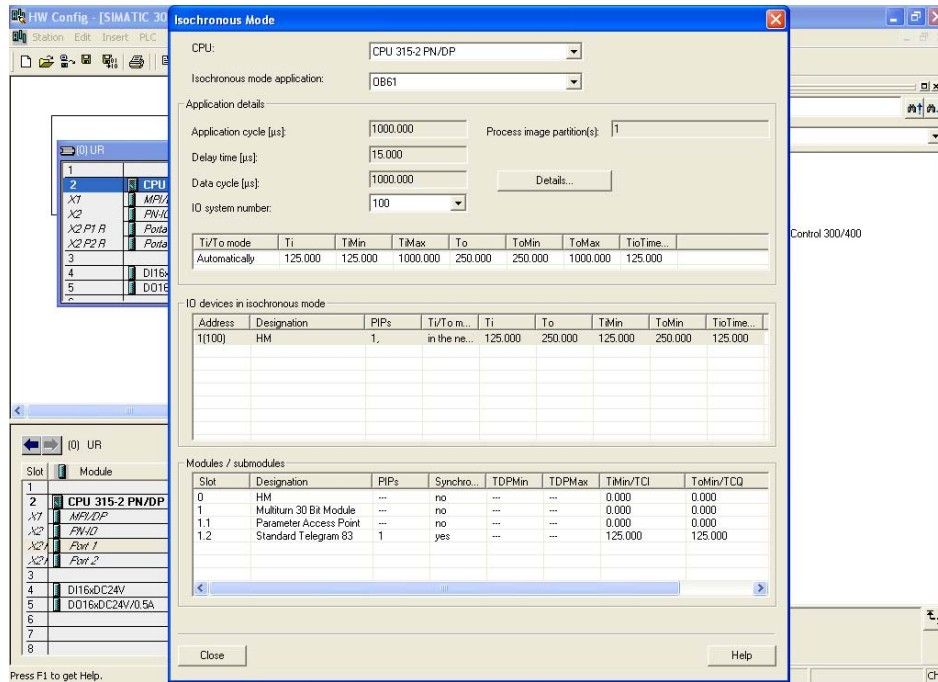 HW Config - [SIMATIC 30
Isochronous Mode
Station Edit Insert PLC
CPU:
CPU 315-2 PN/DP
Isochronous mode application:
OB61
Application details
Application cycle [µs]:
1000.000
Process image partition(s):
1
Delay time [µs]:
15.000
Data cycle [µs]:
1000.000
Details...
IO system number:
100
Ti/To mode Ti TiMin TiMax To ToMin ToMax TioTime...
Automatically 125.000 125.000 1000.000 250.000 250.000 1000.000 125.000
IO devices in isochronous mode
Address Designation PIPs Ti/To m... Ti To TiMin ToMin TioTime...
1(100) HM 1, in the ne... 125.000 250.000 125.000 250.000 125.000
Modules / submodules
Slot Designation PIPs Synchro... TDPMin TDPMax TiMin/TCI ToMin/TCQ
0 HM --- no --- --- 0.000 0.000
1 Multiturn 30 Bit Module --- no --- --- 0.000 0.000
1.1 Parameter Access Point --- no --- --- 0.000 0.000
1.2 Standard Telegram 83 1 yes --- --- 125.000 125.000
Close
Help
(0) UR
1
2 CPU
X1 MPI/
X2 PN-IO
X2 P1 R Porta
X2 P2 R Porta
3
4 DI16x
5 DO16
Control 300/400
(0) UR
Slot Module
1
2 CPU 315-2 PN/DP
X1 MPI/DP
X2 PN-IO
X2 Port 1
X2 Port 2
3
4 DI16xDC24V
5 DO16xDC24V/0.5A
6
7
8
Press F1 to get Help.